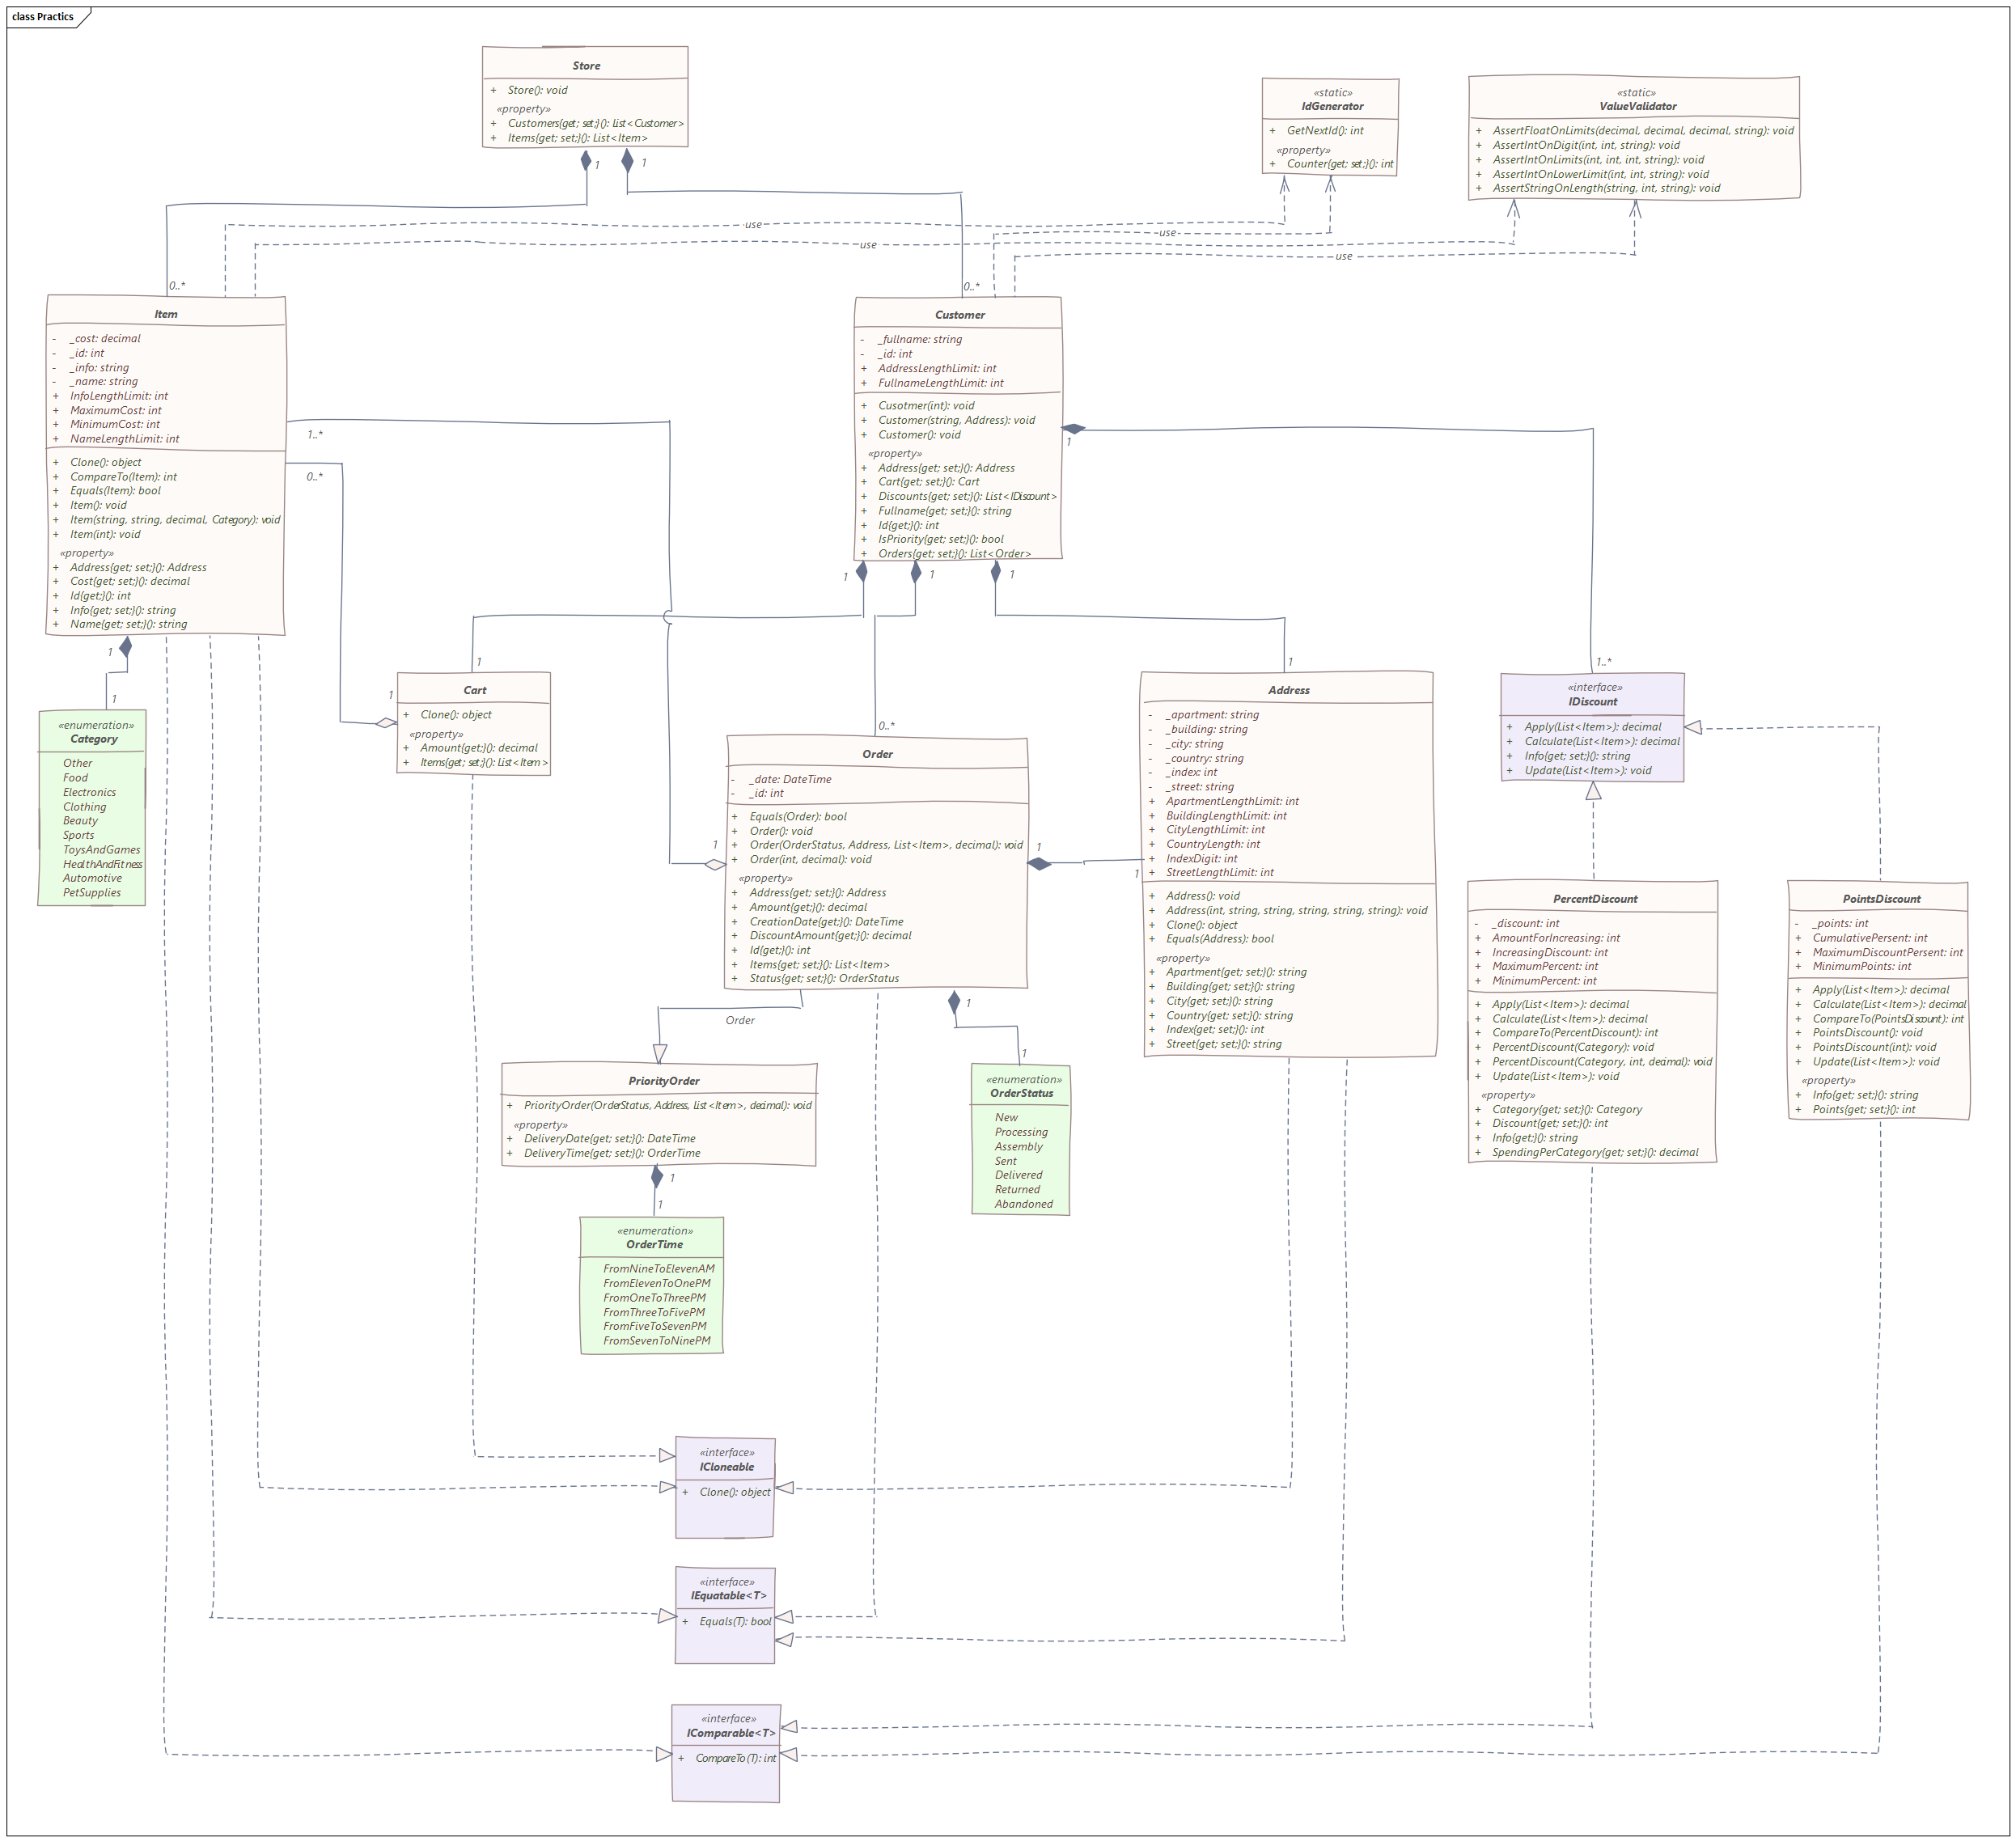 class Practics
Store
+ Store(): void
«property»
+ Customers{get; set;}(): List<Customer>
+ Items{get; set;}(): List<Item>
1
1
«static»
IdGenerator
+ GetNextId(): int
«property»
+ Counter{get; set;}(): int
«static»
ValueValidator
+ AssertFloatOnLimits(decimal, decimal, decimal, string): void
+ AssertIntOnDigit(int, int, string): void
+ AssertIntOnLimits(int, int, int, string): void
+ AssertIntOnLowerLimit(int, int, string): void
+ AssertStringOnLength(string, int, string): void
use
use
use
use
0..*
0..*
Item
- _cost: decimal
- _id: int
- _info: string
- _name: string
+ InfoLengthLimit: int
+ MaximumCost: int
+ MinimumCost: int
+ NameLengthLimit: int
+ Clone(): object
+ CompareTo(Item): int
+ Equals(Item): bool
+ Item(): void
+ Item(string, string, decimal, Category): void
+ Item(int): void
«property»
+ Address{get; set;}(): Address
+ Cost{get; set;}(): decimal
+ Id{get;}(): int
+ Info{get; set;}(): string
+ Name{get; set;}(): string
1..*
0..*
Customer
- _fullname: string
- _id: int
+ AddressLengthLimit: int
+ FullnameLengthLimit: int
+ Cusotmer(int): void
+ Customer(string, Address): void
+ Customer(): void
«property»
+ Address{get; set;}(): Address
+ Cart{get; set;}(): Cart
+ Discounts{get; set;}(): List<IDiscount>
+ Fullname{get; set;}(): string
+ Id{get;}(): int
+ IsPriority{get; set;}(): bool
+ Orders{get; set;}(): List<Order>
1
1
1
1
1
1
«enumeration»
Category
Other
Food
Electronics
Clothing
Beauty
Sports
ToysAndGames
HealthAndFitness
Automotive
PetSupplies
1
1
Cart
+ Clone(): object
«property»
+ Amount{get;}(): decimal
+ Items{get; set;}(): List<Item>
0..*
Order
- _date: DateTime
- _id: int
+ Equals(Order): bool
+ Order(): void
+ Order(OrderStatus, Address, List<Item>, decimal): void
+ Order(int, decimal): void
«property»
+ Address{get; set;}(): Address
+ Amount{get;}(): decimal
+ CreationDate{get;}(): DateTime
+ DiscountAmount{get;}(): decimal
+ Id{get;}(): int
+ Items{get; set;}(): List<Item>
+ Status{get; set;}(): OrderStatus
1
1
1
1
Address
- _apartment: string
- _building: string
- _city: string
- _country: string
- _index: int
- _street: string
+ ApartmentLengthLimit: int
+ BuildingLengthLimit: int
+ CityLengthLimit: int
+ CountryLength: int
+ IndexDigit: int
+ StreetLengthLimit: int
+ Address(): void
+ Address(int, string, string, string, string, string): void
+ Clone(): object
+ Equals(Address): bool
«property»
+ Apartment{get; set;}(): string
+ Building{get; set;}(): string
+ City{get; set;}(): string
+ Country{get; set;}(): string
+ Index{get; set;}(): int
+ Street{get; set;}(): string
1..*
«interface»
IDiscount
+ Apply(List<Item>): decimal
+ Calculate(List<Item>): decimal
+ Info{get; set;}(): string
+ Update(List<Item>): void
PercentDiscount
- _discount: int
+ AmountForIncreasing: int
+ IncreasingDiscount: int
+ MaximumPercent: int
+ MinimumPercent: int
+ Apply(List<Item>): decimal
+ Calculate(List<Item>): decimal
+ CompareTo(PercentDiscount): int
+ PercentDiscount(Category): void
+ PercentDiscount(Category, int, decimal): void
+ Update(List<Item>): void
«property»
+ Category{get; set;}(): Category
+ Discount{get; set;}(): int
+ Info{get;}(): string
+ SpendingPerCategory{get; set;}(): decimal
PointsDiscount
- _points: int
+ CumulativePersent: int
+ MaximumDiscountPersent: int
+ MinimumPoints: int
+ Apply(List<Item>): decimal
+ Calculate(List<Item>): decimal
+ CompareTo(PointsDiscount): int
+ PointsDiscount(): void
+ PointsDiscount(int): void
+ Update(List<Item>): void
«property»
+ Info{get; set;}(): string
+ Points{get; set;}(): int
Order
1
1
PriorityOrder
+ PriorityOrder(OrderStatus, Address, List<Item>, decimal): void
«property»
+ DeliveryDate{get; set;}(): DateTime
+ DeliveryTime{get; set;}(): OrderTime
«enumeration»
OrderStatus
New
Processing
Assembly
Sent
Delivered
Returned
Abandoned
1
1
«enumeration»
OrderTime
FromNineToElevenAM
FromElevenToOnePM
FromOneToThreePM
FromThreeToFivePM
FromFiveToSevenPM
FromSevenToNinePM
«interface»
ICloneable
+ Clone(): object
«interface»
IEquatable<T>
+ Equals(T): bool
«interface»
IComparable<T>
+ CompareTo(T): int